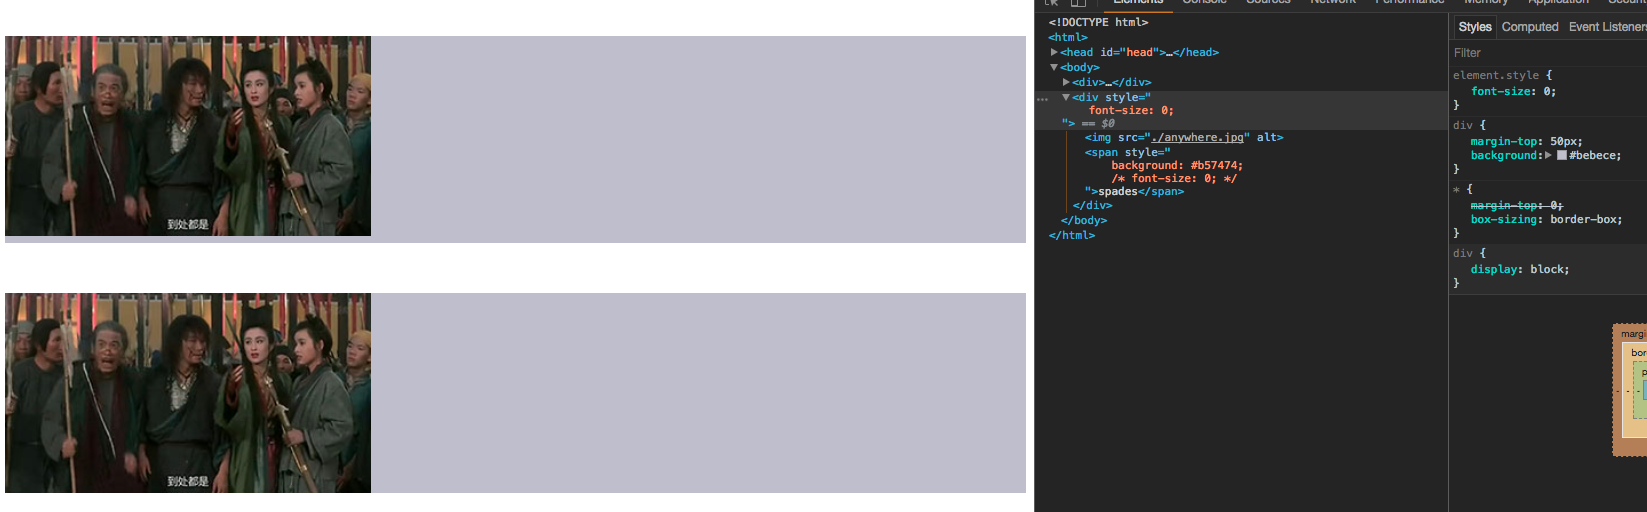 到处都是
到处都是
Elements Console Sources Network Performance Memory Application
<!DOCTYPE html>
<html>
<head id="head">…</head>
<body>
<div>…</div>
<div style="
font-size: 0;
"> == $0
<img src="./anywhere.jpg" alt>
<span style="
background: #b57474;
/* font-size: 0; */
">spades</span>
</div>
</body>
</html>
Styles Computed Event Listeners
Filter
element.style {
font-size: 0;
}
div {
margin-top: 50px;
background: #bebece;
}
* {
margin-top: 0;
box-sizing: border-box;
}
div {
display: block;
}
margi
bor
p
- - -